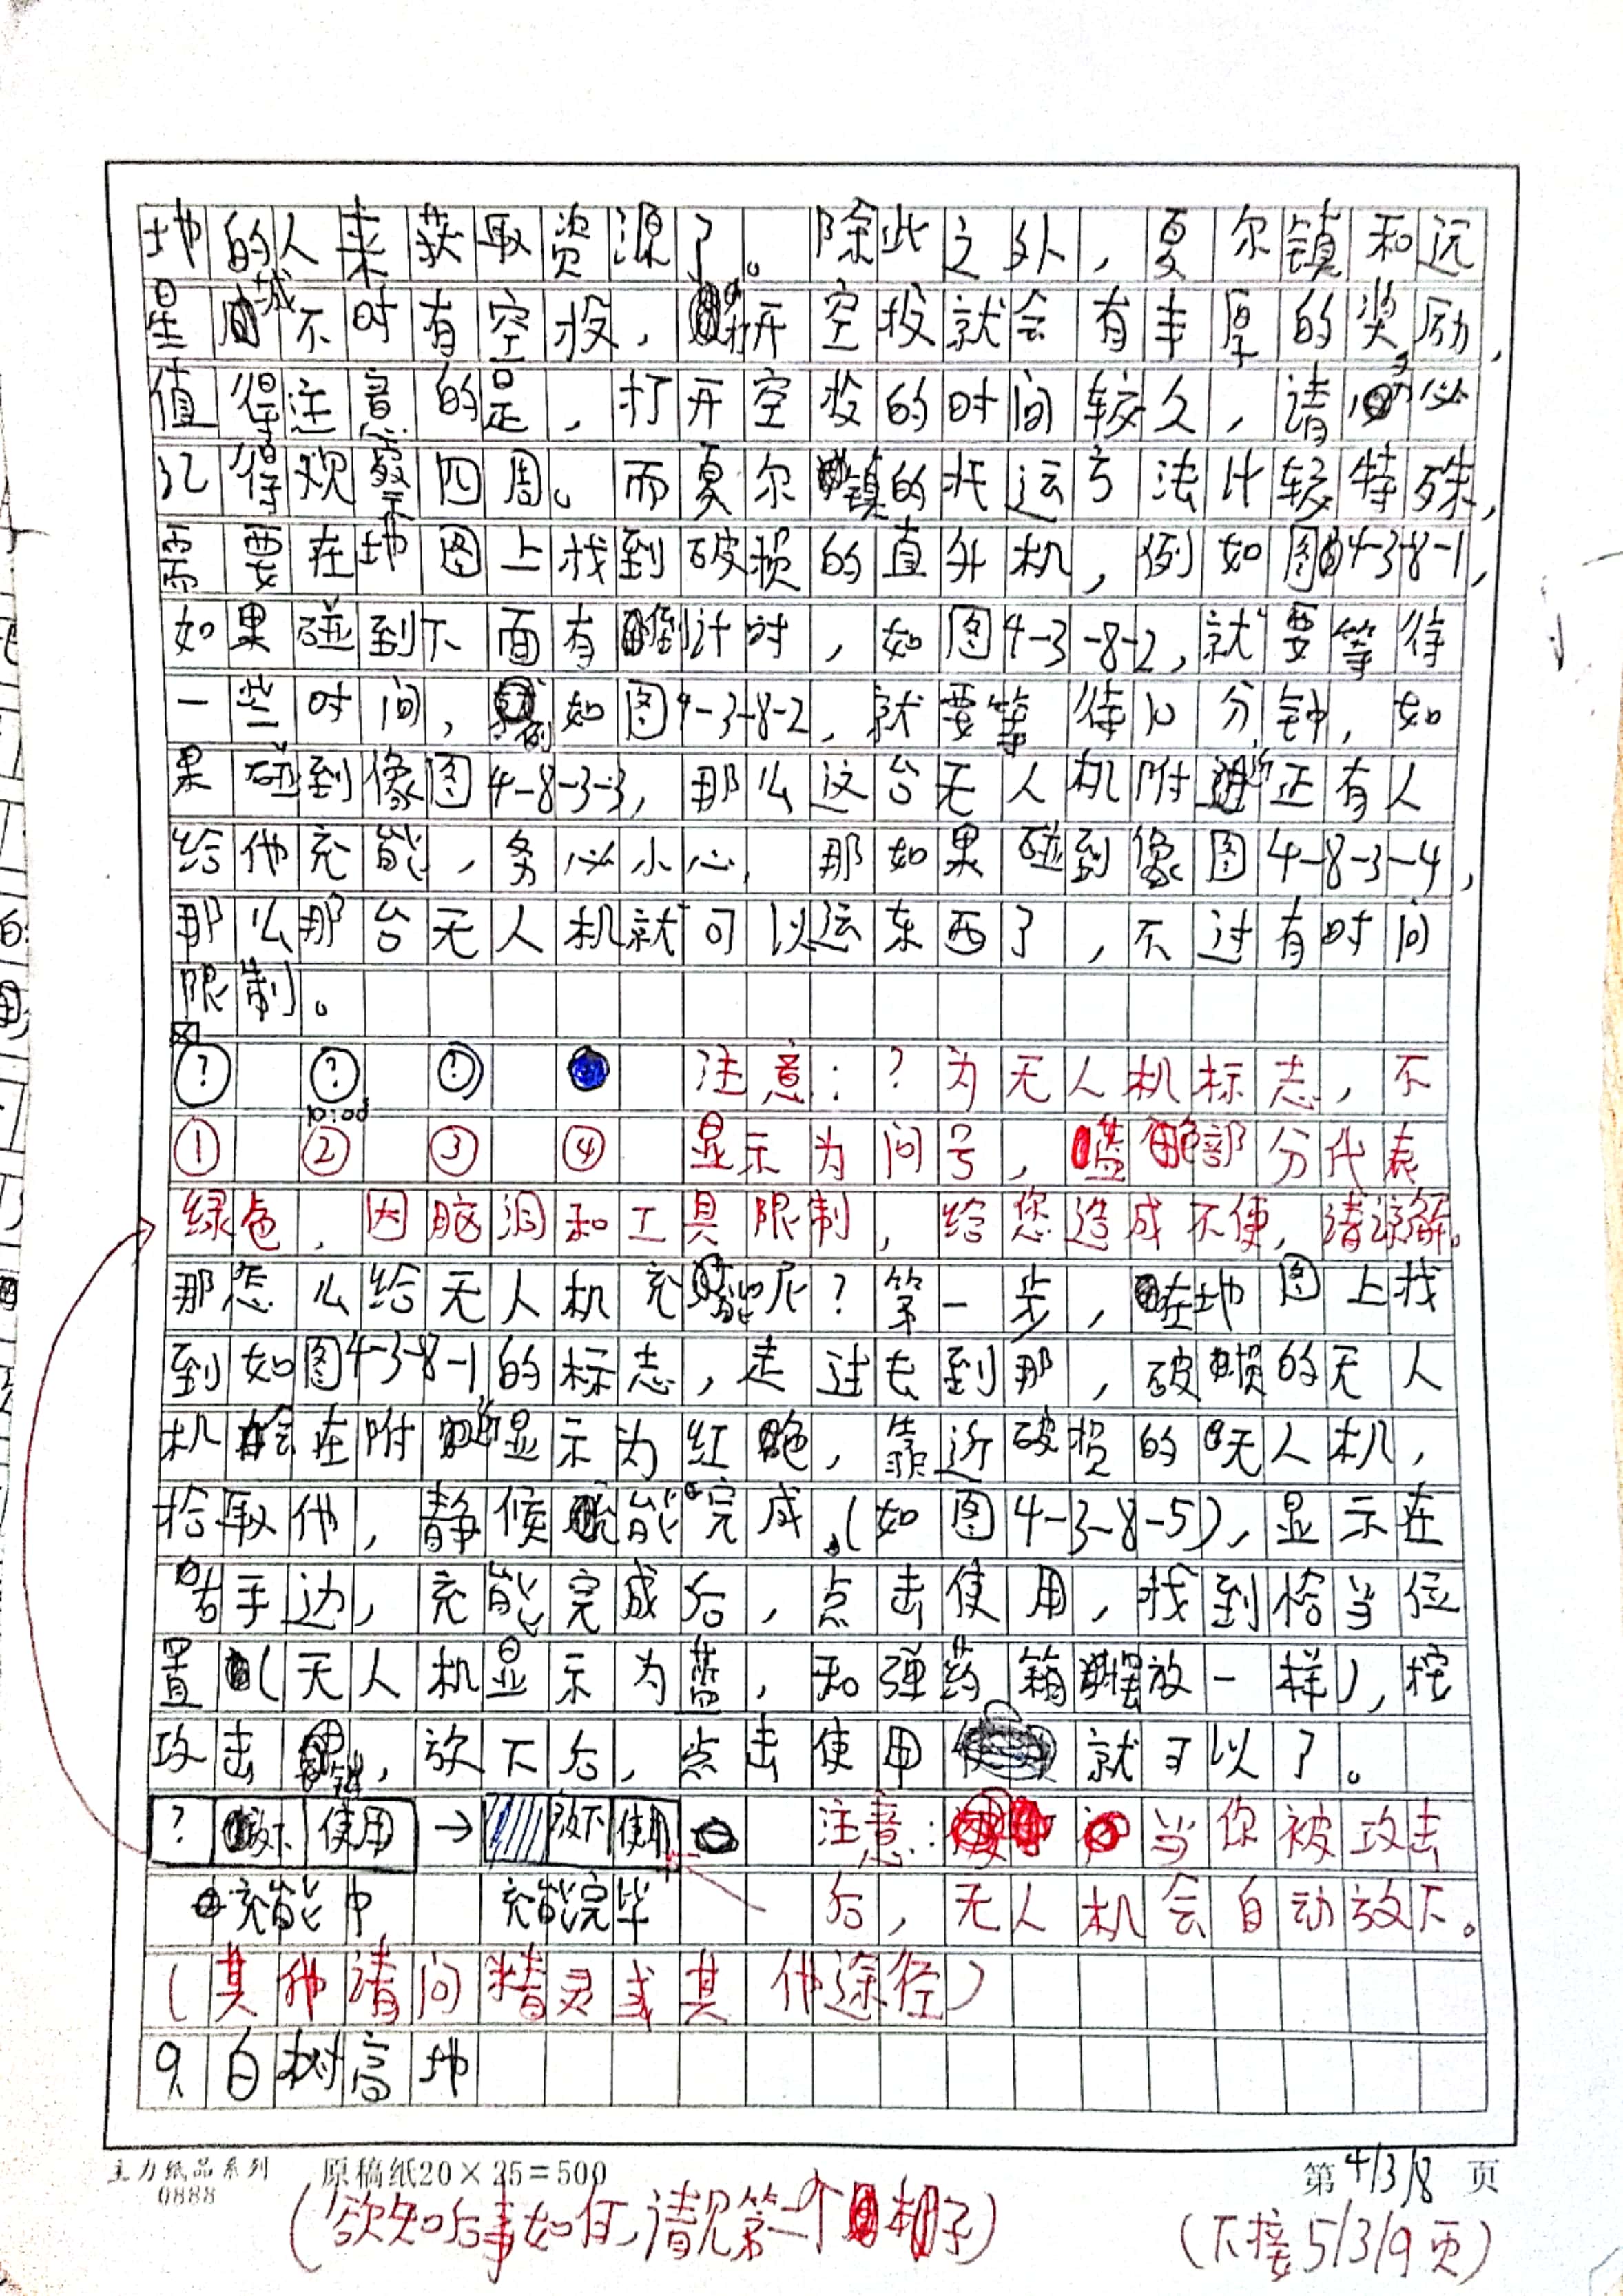 地的人来获取资源了。除此之外，夏尔镇和远
星城不时有空投，打开空投就会有丰厚的奖励，
值得注意的是，打开空投的时间较久，请务必
记得观察四周。而夏尔镇的托运方法比较特殊，
需要在地图上找到破损的直升机，例如图4-3-8-1，
如果碰到下面有倒计时，如图4-3-8-2，就要等待
一些时间，例如图4-3-8-2，就要等待10分钟，如
果碰到像图4-8-3-3，那么这台无人机附近正有人
给他充能，务必小心，那如果碰到像图4-8-3-4，
那么那台无人机就可以运东西了，不过有时间
限制。
? ? ! 注意：?为无人机标志，不
10:00
① ② ③ ④ 显示为问号，蓝色部分代表
绿色，因脑洞和工具限制，给您造成不便，请谅解。
那怎么给无人机充能呢？第一步，在地图上找
到如图4-3-8-1的标志，走过去到那，破损的无人
机会在附近显示为红色，靠近破损的无人机，
拾取他，静候充能完成。(如图4-3-8-5)，显示在
右手边，充能完成后，点击使用，找到恰当位
置(无人机显示为蓝，和弹药箱摆放一样)，按
攻击键，放下后，点击使用就可以了。
? 放下 使用 → 放下 使用 注意：当你被攻击
充能中 充能完毕 后，无人机会自动放下。
(其他请问精灵或其他途径)
9.白树高地
主力纸品系列 原稿纸20×25=500 第4/3/8页
0888
(欲知后事如何，请见第一个本子)
(下接5/3/9页)